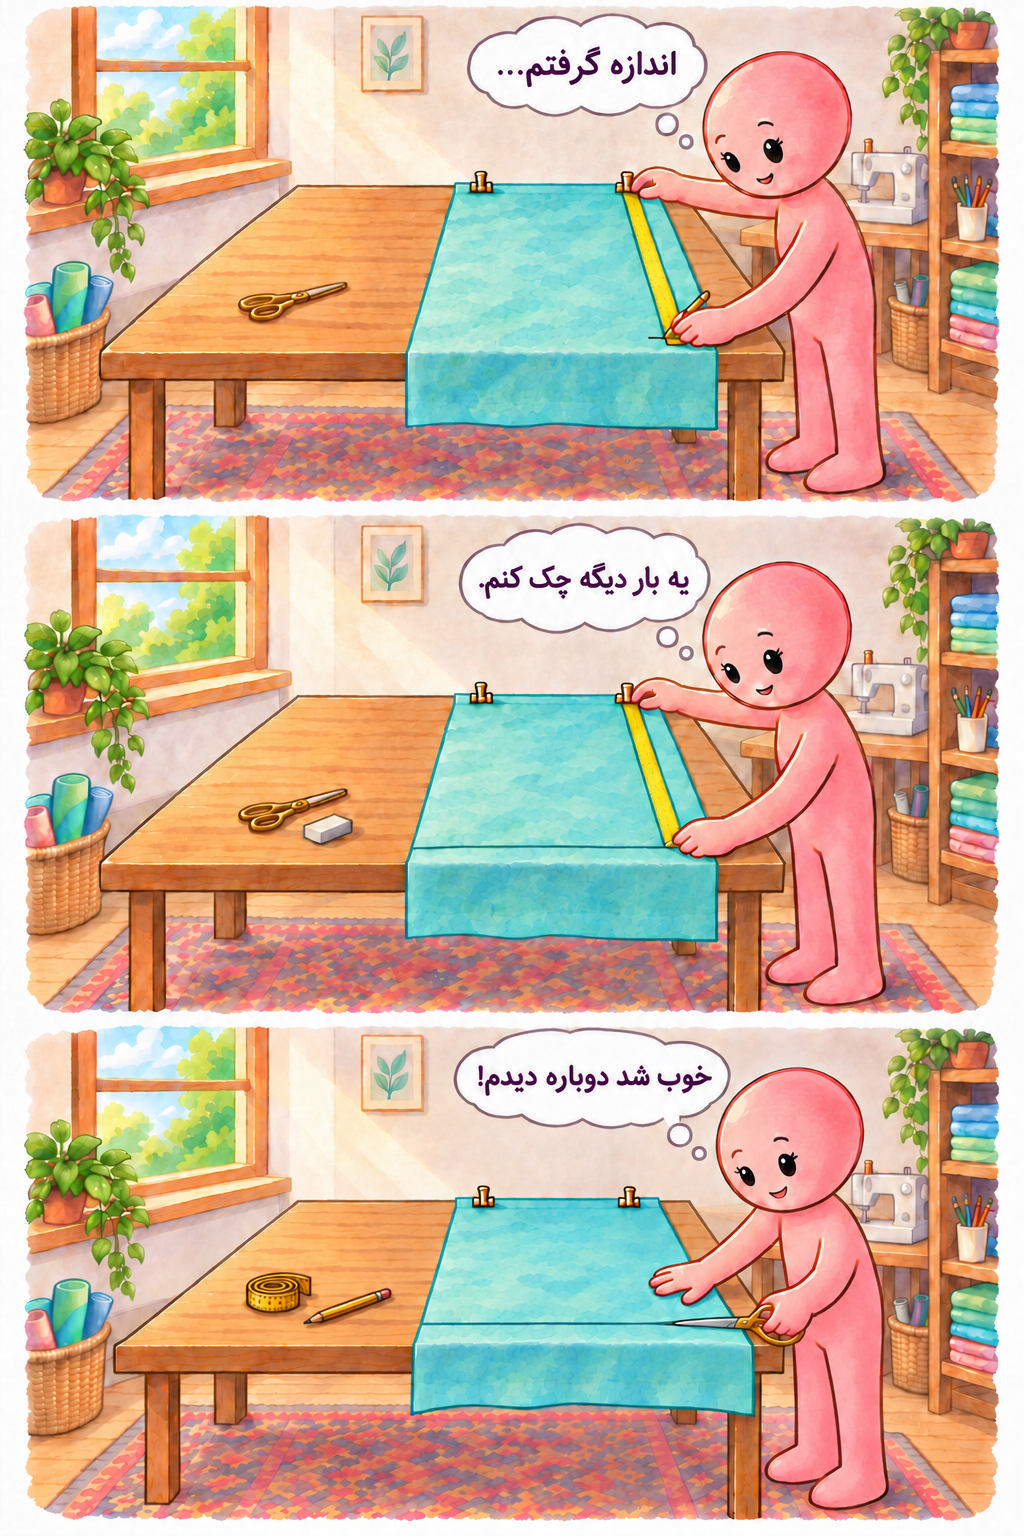 اندازه گرفتم...
یه بار دیگه چک کنم.
خوب شد دوباره دیدم!